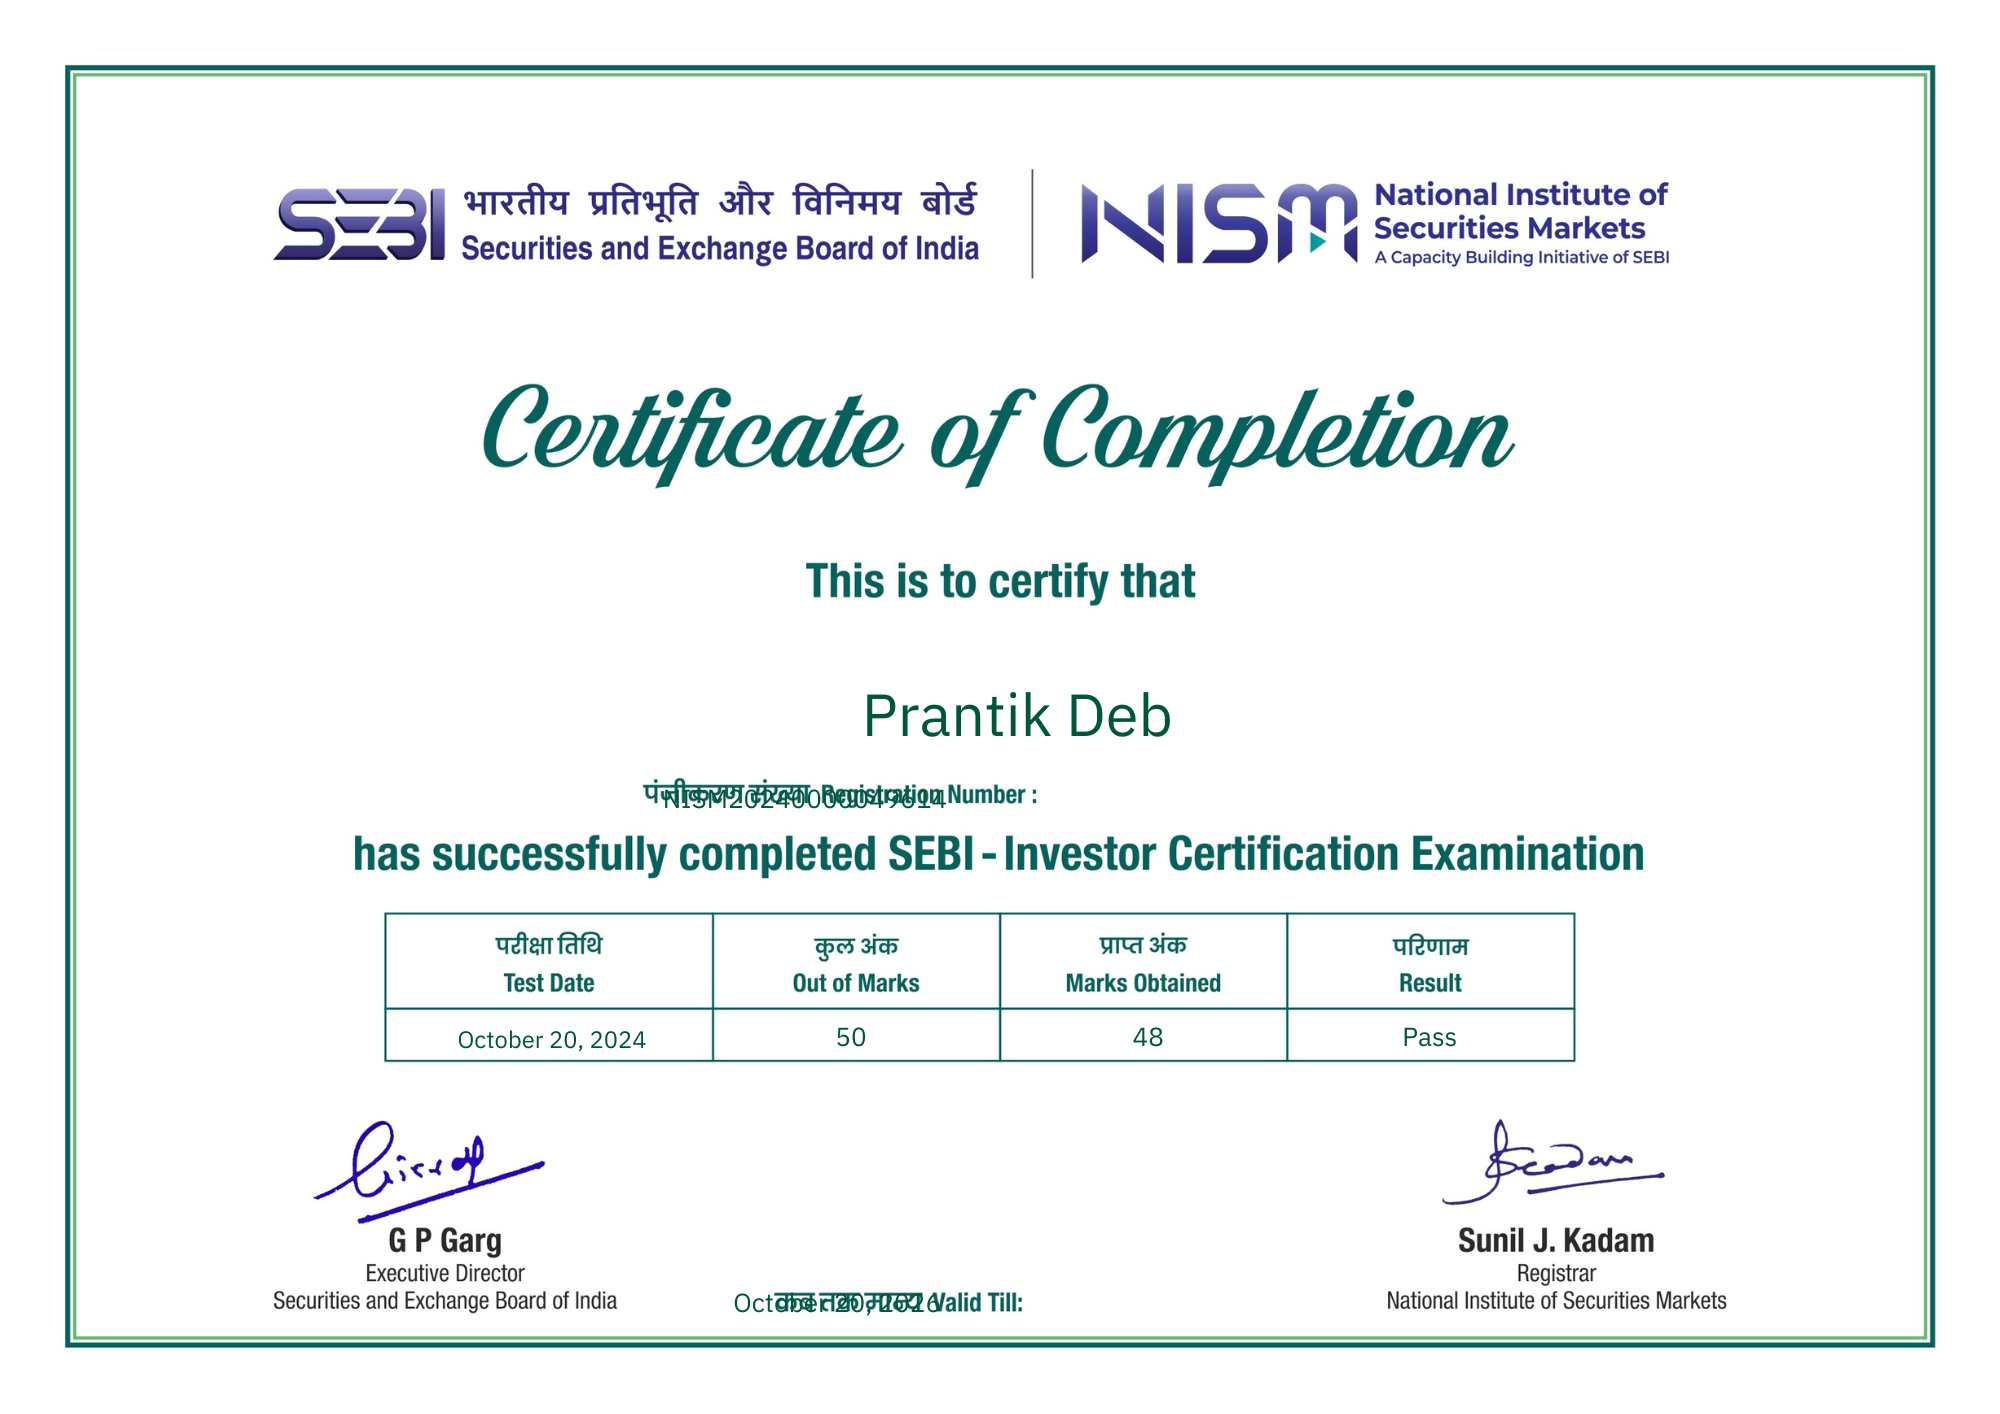 SEBI भारतीय प्रतिभूति और विनिमय बोर्ड
Securities and Exchange Board of India
NISM National Institute of
Securities Markets
A Capacity Building Initiative of SEBI
Certificate of Completion
This is to certify that
Prantik Deb
पंजीकरण संख्या Registration Number :
has successfully completed SEBI - Investor Certification Examination
परीक्षा तिथि कुल अंक प्राप्त अंक परिणाम
Test Date Out of Marks Marks Obtained Result
October 20, 2024 50 48 Pass
G P Garg
Executive Director
Securities and Exchange Board of India
October 20, 2026
Valid Till:
Sunil J. Kadam
Registrar
National Institute of Securities Markets